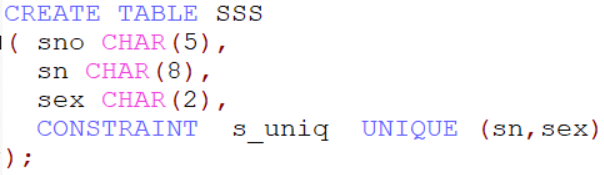 CREATE TABLE SSS
( sno CHAR(5),
sn CHAR(8),
sex CHAR(2),
CONSTRAINT s_uniq UNIQUE (sn,sex)
);